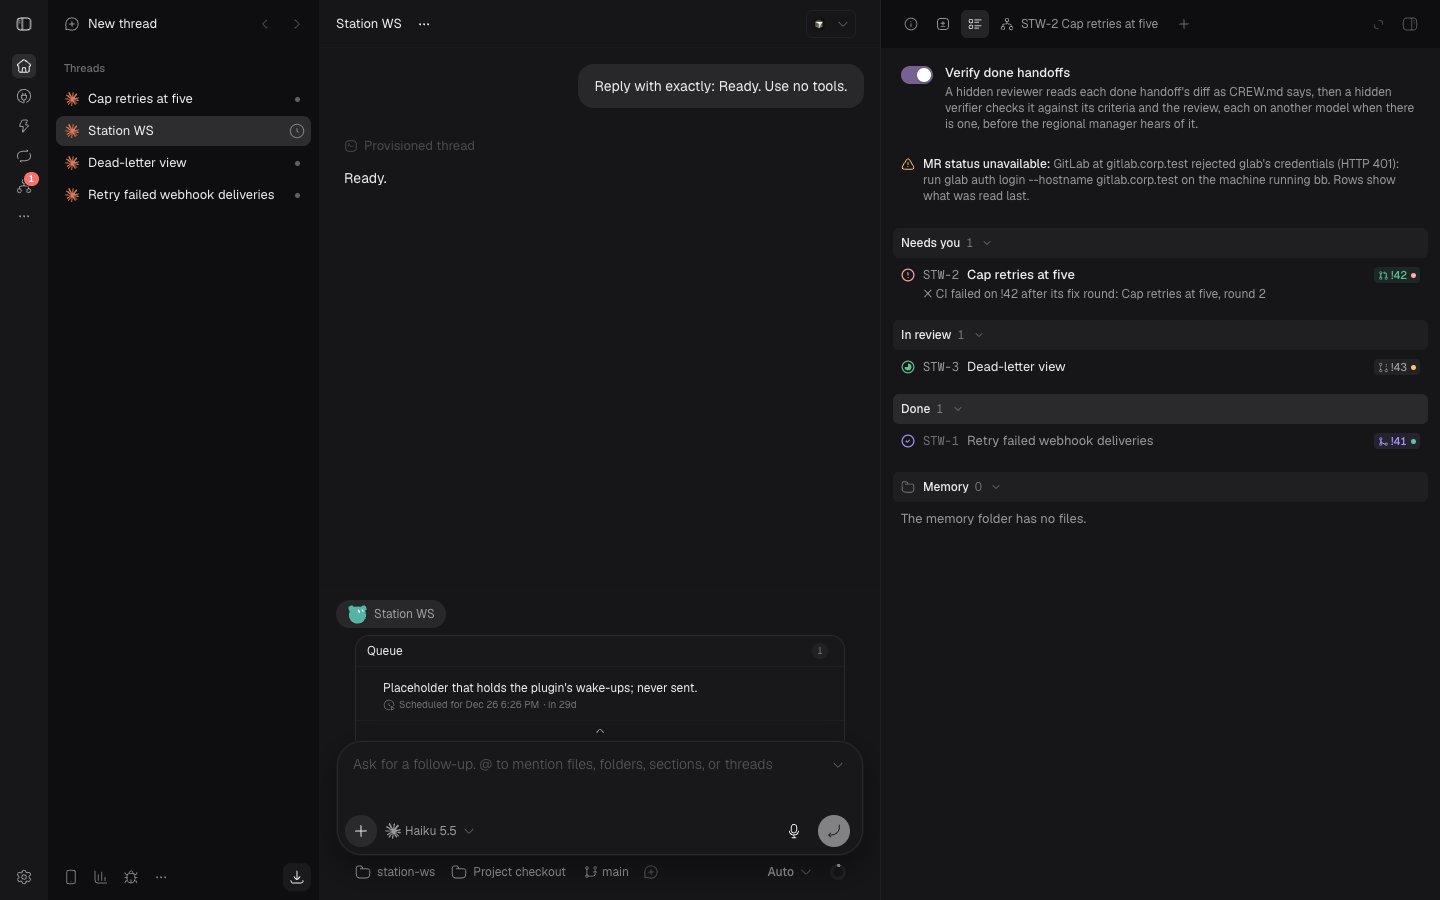 New thread
Threads
Cap retries at five
Station WS
Dead-letter view
Retry failed webhook deliveries
1
Station WS
Reply with exactly: Ready. Use no tools.
Provisioned thread
Ready.
Station WS
Queue
1
Placeholder that holds the plugin's wake-ups; never sent.
Scheduled for Dec 26 6:26 PM · in 29d
Ask for a follow-up. @ to mention files, folders, sections, or threads
Haiku 5.5
station-ws
Project checkout
main
Auto
STW-2 Cap retries at five
Verify done handoffs
A hidden reviewer reads each done handoff's diff as CREW.md says, then a hidden
verifier checks it against its criteria and the review, each on another model when there
is one, before the regional manager hears of it.
MR status unavailable: GitLab at gitlab.corp.test rejected glab's credentials (HTTP 401):
run glab auth login --hostname gitlab.corp.test on the machine running bb. Rows show
what was read last.
Needs you 1
STW-2 Cap retries at five
!42
CI failed on !42 after its fix round: Cap retries at five, round 2
In review 1
STW-3 Dead-letter view
!43
Done 1
STW-1 Retry failed webhook deliveries
!41
Memory 0
The memory folder has no files.